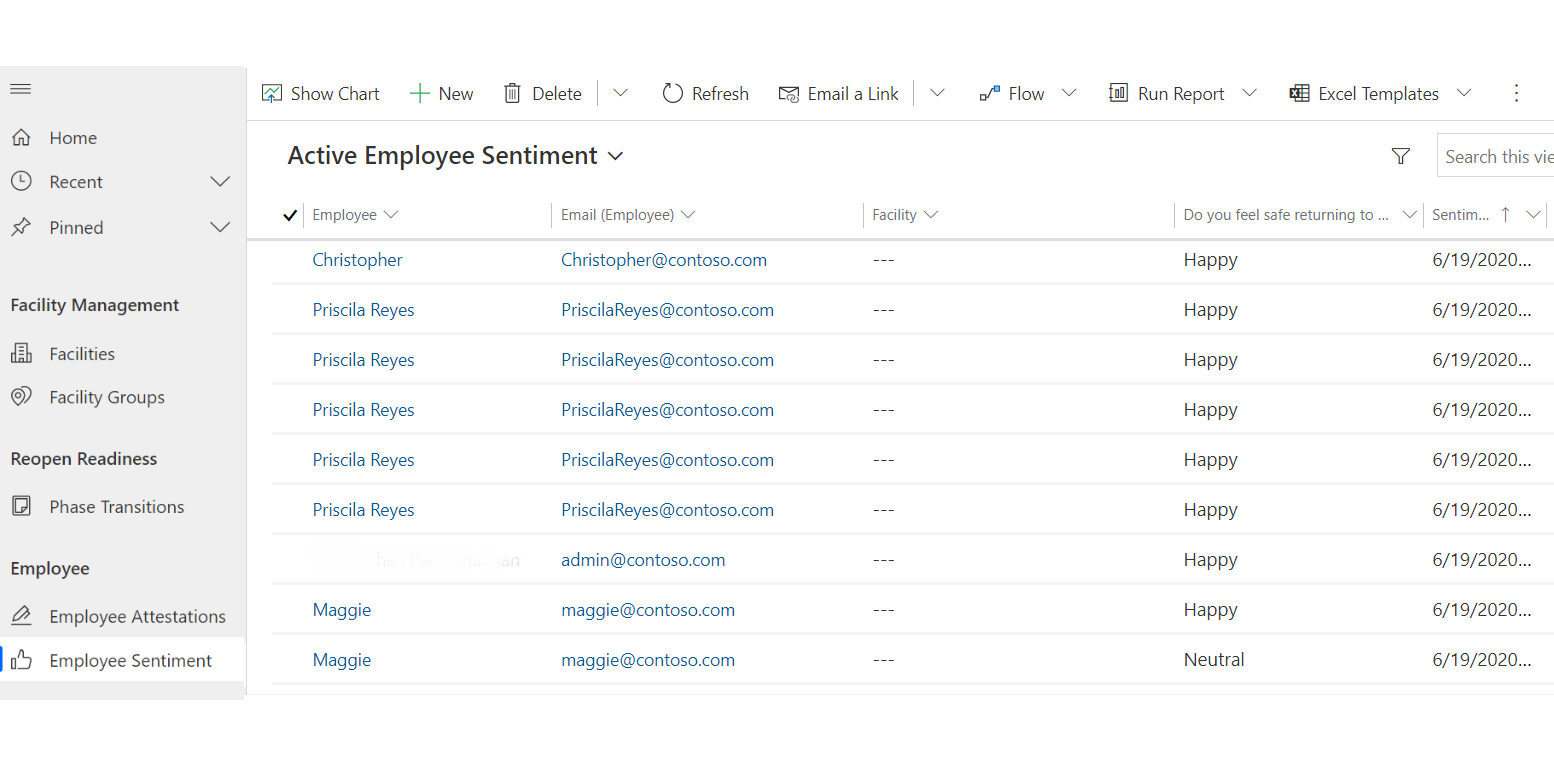 Show Chart New Delete Refresh Email a Link Flow Run Report Excel Templates
Home
Recent
Pinned
Facility Management
Facilities
Facility Groups
Reopen Readiness
Phase Transitions
Employee
Employee Attestations
Employee Sentiment
Active Employee Sentiment
Search this vie
Employee Email (Employee) Facility Do you feel safe returning to ... Sentim...
Christopher Christopher@contoso.com --- Happy 6/19/2020...
Priscila Reyes PriscilaReyes@contoso.com --- Happy 6/19/2020...
Priscila Reyes PriscilaReyes@contoso.com --- Happy 6/19/2020...
Priscila Reyes PriscilaReyes@contoso.com --- Happy 6/19/2020...
Priscila Reyes PriscilaReyes@contoso.com --- Happy 6/19/2020...
Priscila Reyes PriscilaReyes@contoso.com --- Happy 6/19/2020...
admin@contoso.com --- Happy 6/19/2020...
Maggie maggie@contoso.com --- Happy 6/19/2020...
Maggie maggie@contoso.com --- Neutral 6/19/2020...